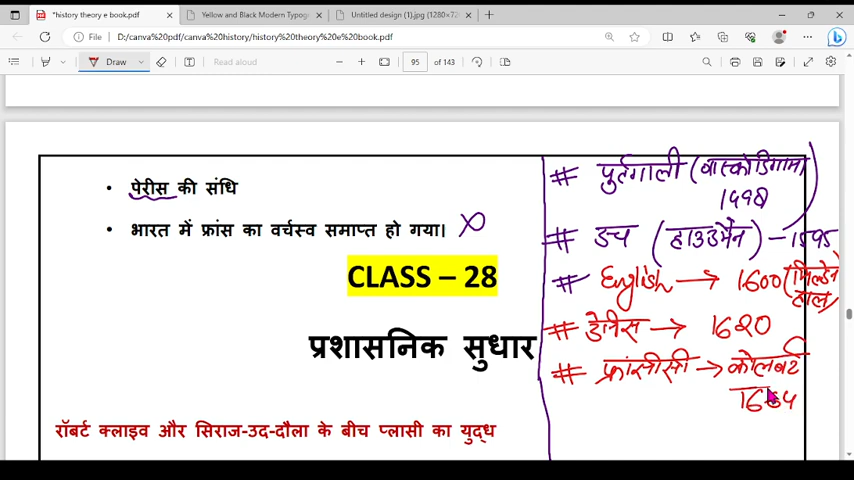 *history theory e book.pdf
Yellow and Black Modern Typogr
Untitled design (1).jpg (1280×72
File
D:/canva%20pdf/canva%20history/history%20theory%20e%20book.pdf
Draw
Read aloud
95
of 143
• पेरीस की संधि
• भारत में फ्रांस का वर्चस्व समाप्त हो गया।
CLASS – 28
प्रशासनिक सुधार
रॉबर्ट क्लाइव और सिराज-उद-दौला के बीच प्लासी का युद्ध
# पुर्तगाली (वास्कोडिगामा)
1498
# डच (हाउडमैन) – 1595
# English → 1600 (मिल्डेन
हाल)
# डेनिस → 1620
# फ्रांसीसी → कोलबर्ट
1664